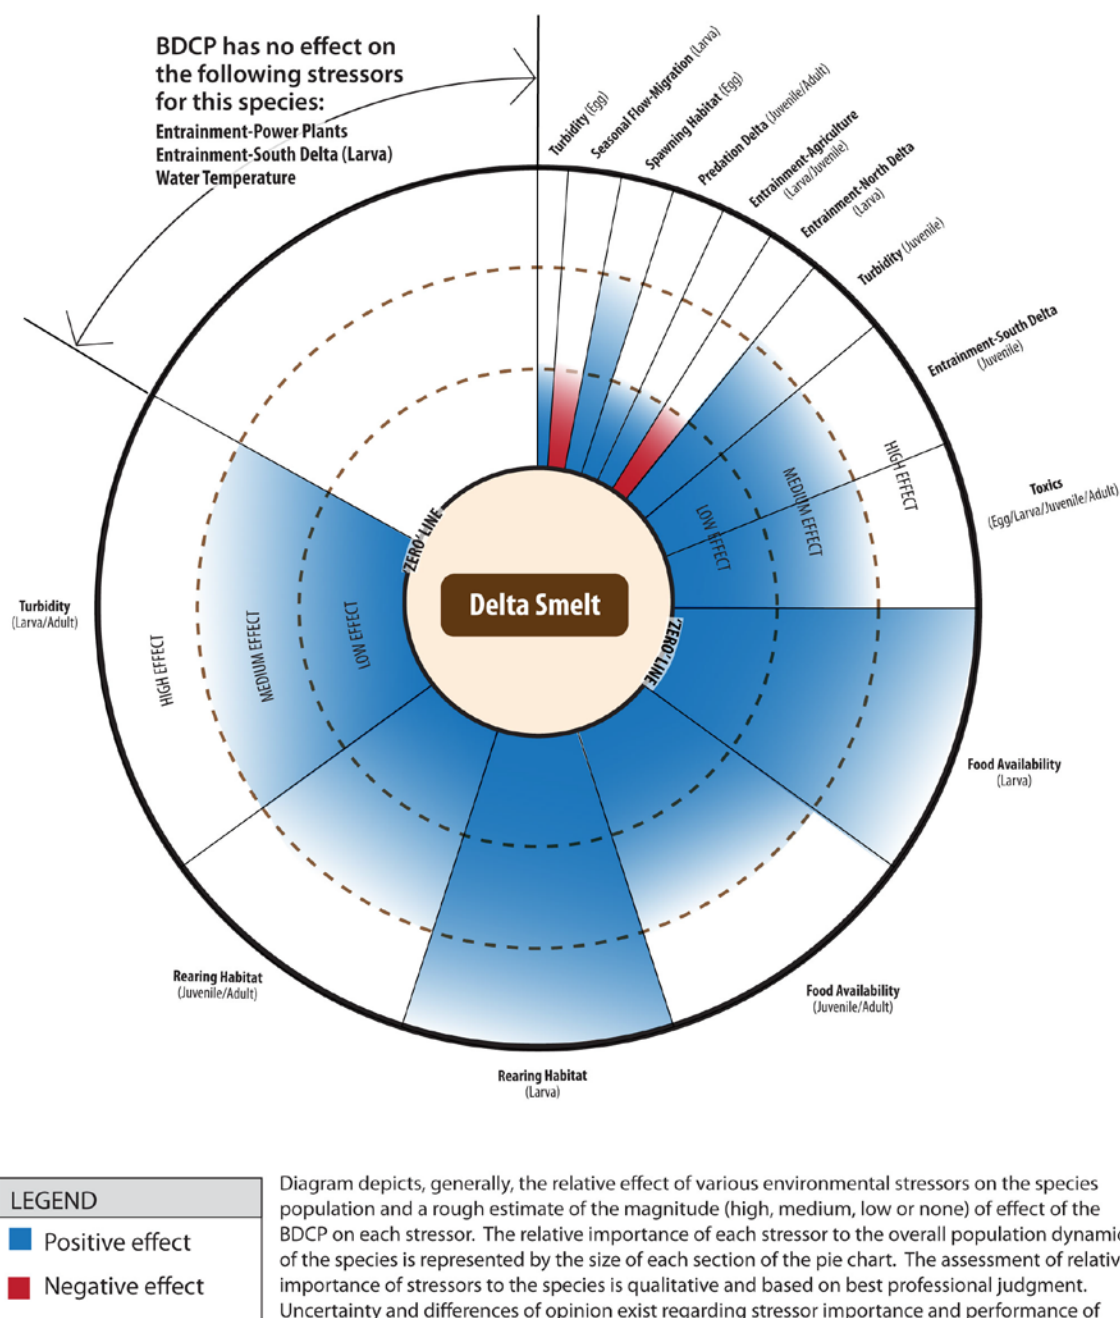 BDCP has no effect on
the following stressors
for this species:
Entrainment-Power Plants
Entrainment-South Delta (Larva)
Water Temperature
Turbidity (Egg)
Seasonal Flow-Migration (Larva)
Spawning Habitat (Egg)
Predation Delta (Juvenile/Adult)
Entrainment-Agriculture
(Larva/Juvenile)
Entrainment-North Delta
(Larva)
Turbidity (Juvenile)
Entrainment-South Delta
(Juvenile)
Toxics
(Egg/Larva/Juvenile/Adult)
HIGH EFFECT
MEDIUM EFFECT
LOW EFFECT
'ZERO' LINE
Delta Smelt
'ZERO' LINE
LOW EFFECT
MEDIUM EFFECT
HIGH EFFECT
Turbidity
(Larva/Adult)
Food Availability
(Larva)
Rearing Habitat
(Juvenile/Adult)
Food Availability
(Juvenile/Adult)
Rearing Habitat
(Larva)
LEGEND
Positive effect
Negative effect
Diagram depicts, generally, the relative effect of various environmental stressors on the species
population and a rough estimate of the magnitude (high, medium, low or none) of effect of the
BDCP on each stressor. The relative importance of each stressor to the overall population dynamic
of the species is represented by the size of each section of the pie chart. The assessment of relativ
importance of stressors to the species is qualitative and based on best professional judgment.
Uncertainty and differences of opinion exist regarding stressor importance and performance of